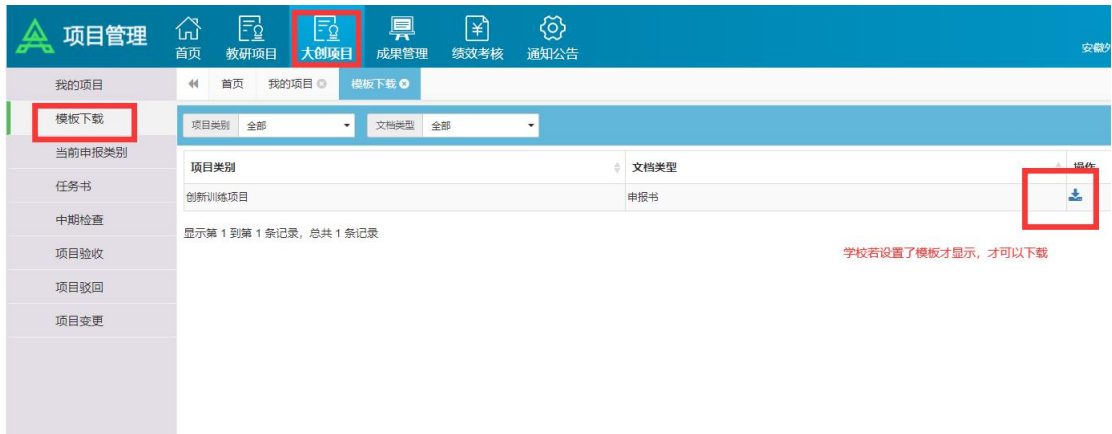 项目管理
首页 教研项目 大创项目 成果管理 绩效考核 通知公告
我的项目
模板下载
当前申报类别
任务书
中期检查
项目验收
项目驳回
项目变更
首页 我的项目 模板下载
项目类别 全部 文档类型 全部
项目类别 文档类型 操作
创新训练项目 申报书
显示第 1 到第 1 条记录，总共 1 条记录
学校若设置了模板才显示，才可以下载